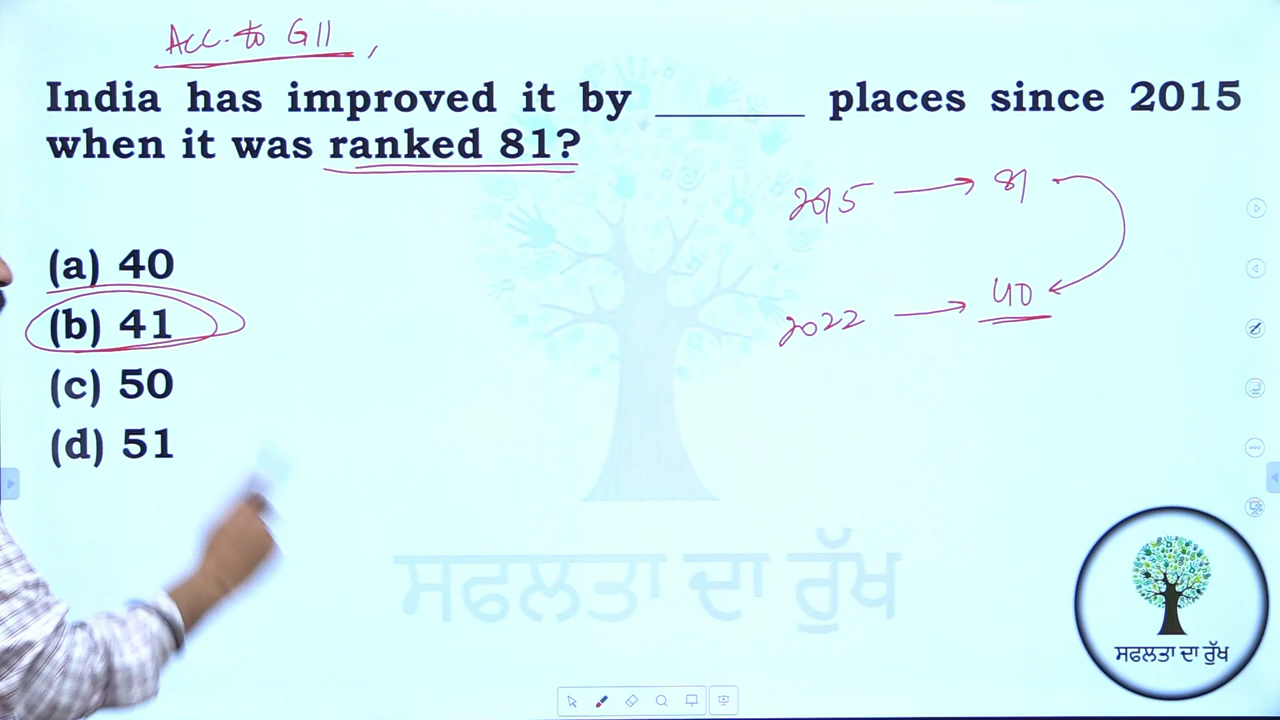 Acc. to GII,
India has improved it by ______ places since 2015
when it was ranked 81?
2015 → 81
(a) 40
2022 → 40
(b) 41
(c) 50
(d) 51
ਸਫਲਤਾ ਦਾ ਰੁੱਖ
ਸਫਲਤਾ ਦਾ ਰੁੱਖ